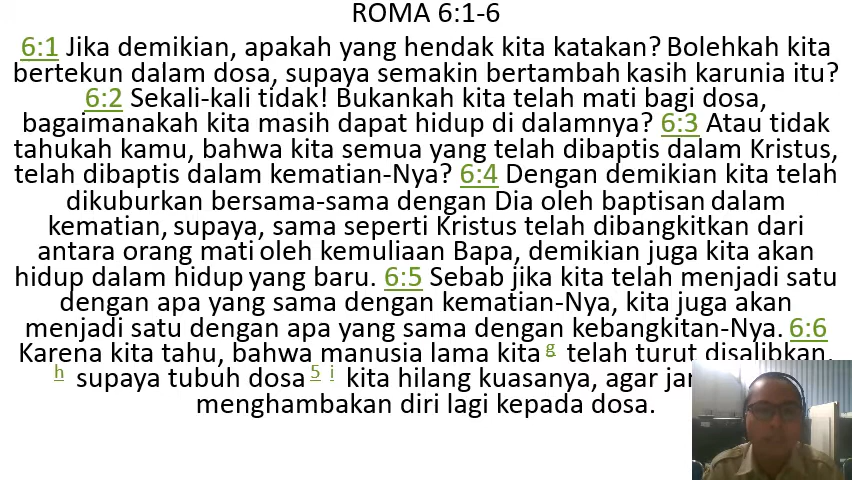 ROMA 6:1-6
6:1 Jika demikian, apakah yang hendak kita katakan? Bolehkah kita
bertekun dalam dosa, supaya semakin bertambah kasih karunia itu?
6:2 Sekali-kali tidak! Bukankah kita telah mati bagi dosa,
bagaimanakah kita masih dapat hidup di dalamnya? 6:3 Atau tidak
tahukah kamu, bahwa kita semua yang telah dibaptis dalam Kristus,
telah dibaptis dalam kematian-Nya? 6:4 Dengan demikian kita telah
dikuburkan bersama-sama dengan Dia oleh baptisan dalam
kematian, supaya, sama seperti Kristus telah dibangkitkan dari
antara orang mati oleh kemuliaan Bapa, demikian juga kita akan
hidup dalam hidup yang baru. 6:5 Sebab jika kita telah menjadi satu
dengan apa yang sama dengan kematian-Nya, kita juga akan
menjadi satu dengan apa yang sama dengan kebangkitan-Nya. 6:6
Karena kita tahu, bahwa manusia lama kita g telah turut disalibkan,
h supaya tubuh dosa 5 i kita hilang kuasanya, agar
menghambakan diri lagi kepada dosa.